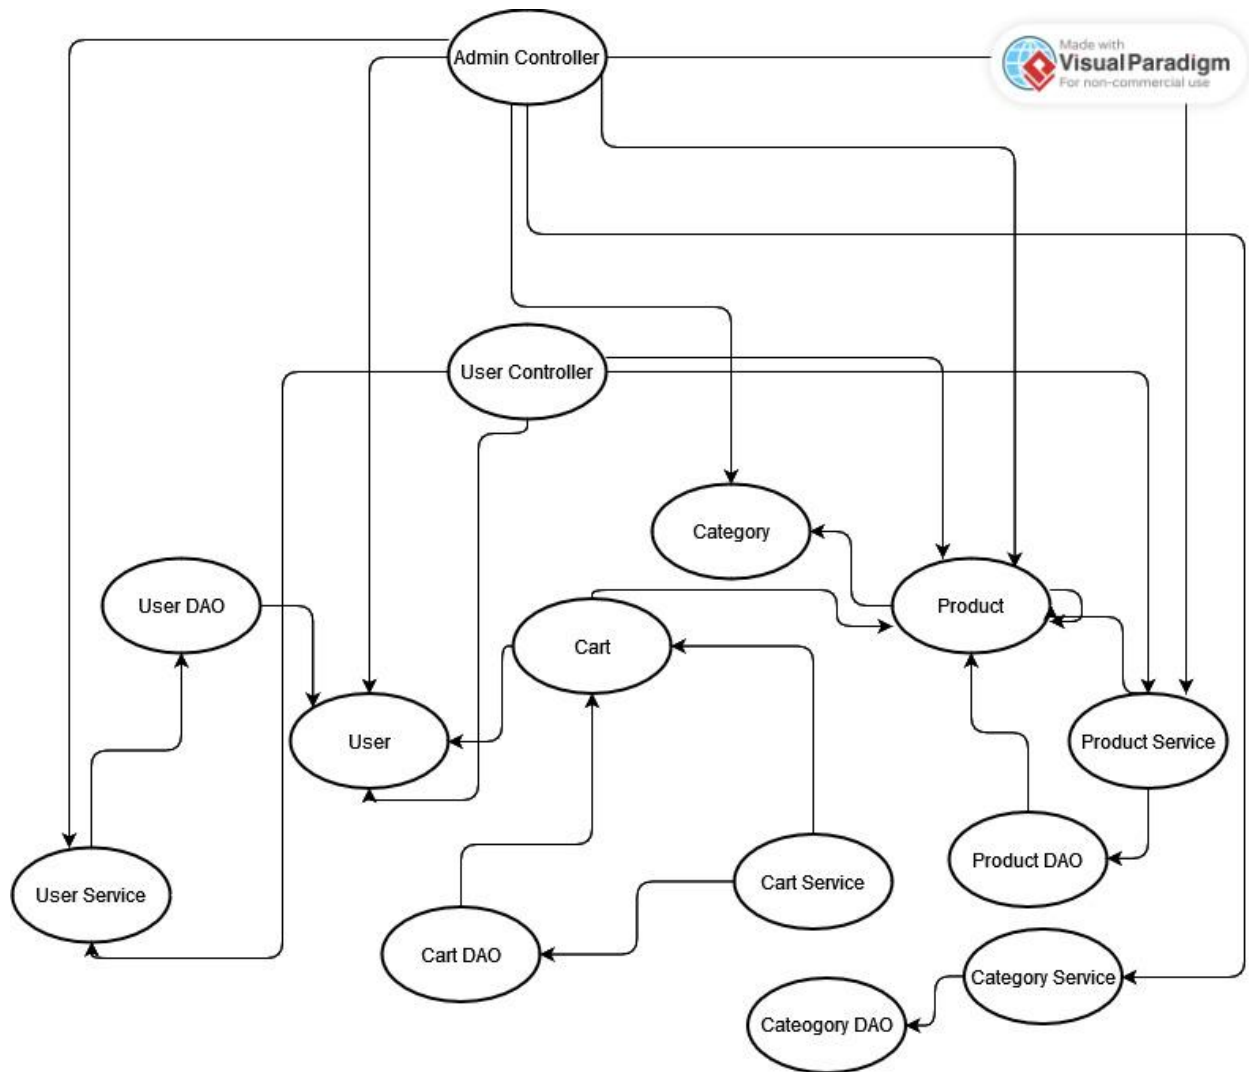 Admin Controller
Made with
Visual Paradigm
For non-commercial use
User Controller
Category
User DAO
Product
Cart
User
Product Service
Product DAO
Cart Service
User Service
Cart DAO
Category Service
Cateogory DAO